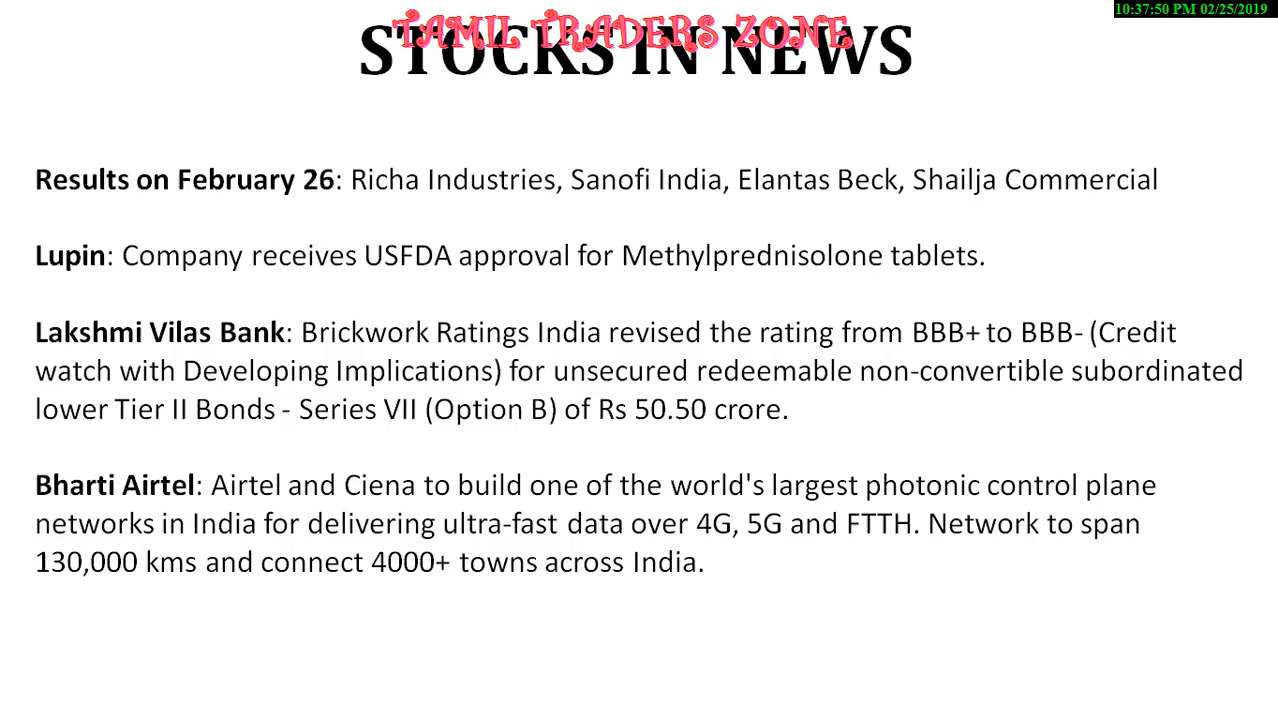 10:37:50 PM 02/25/2019
TAMIL TRADERS ZONE
STOCKS IN NEWS
Results on February 26: Richa Industries, Sanofi India, Elantas Beck, Shailja Commercial
Lupin: Company receives USFDA approval for Methylprednisolone tablets.
Lakshmi Vilas Bank: Brickwork Ratings India revised the rating from BBB+ to BBB- (Credit
watch with Developing Implications) for unsecured redeemable non-convertible subordinated
lower Tier II Bonds - Series VII (Option B) of Rs 50.50 crore.
Bharti Airtel: Airtel and Ciena to build one of the world's largest photonic control plane
networks in India for delivering ultra-fast data over 4G, 5G and FTTH. Network to span
130,000 kms and connect 4000+ towns across India.